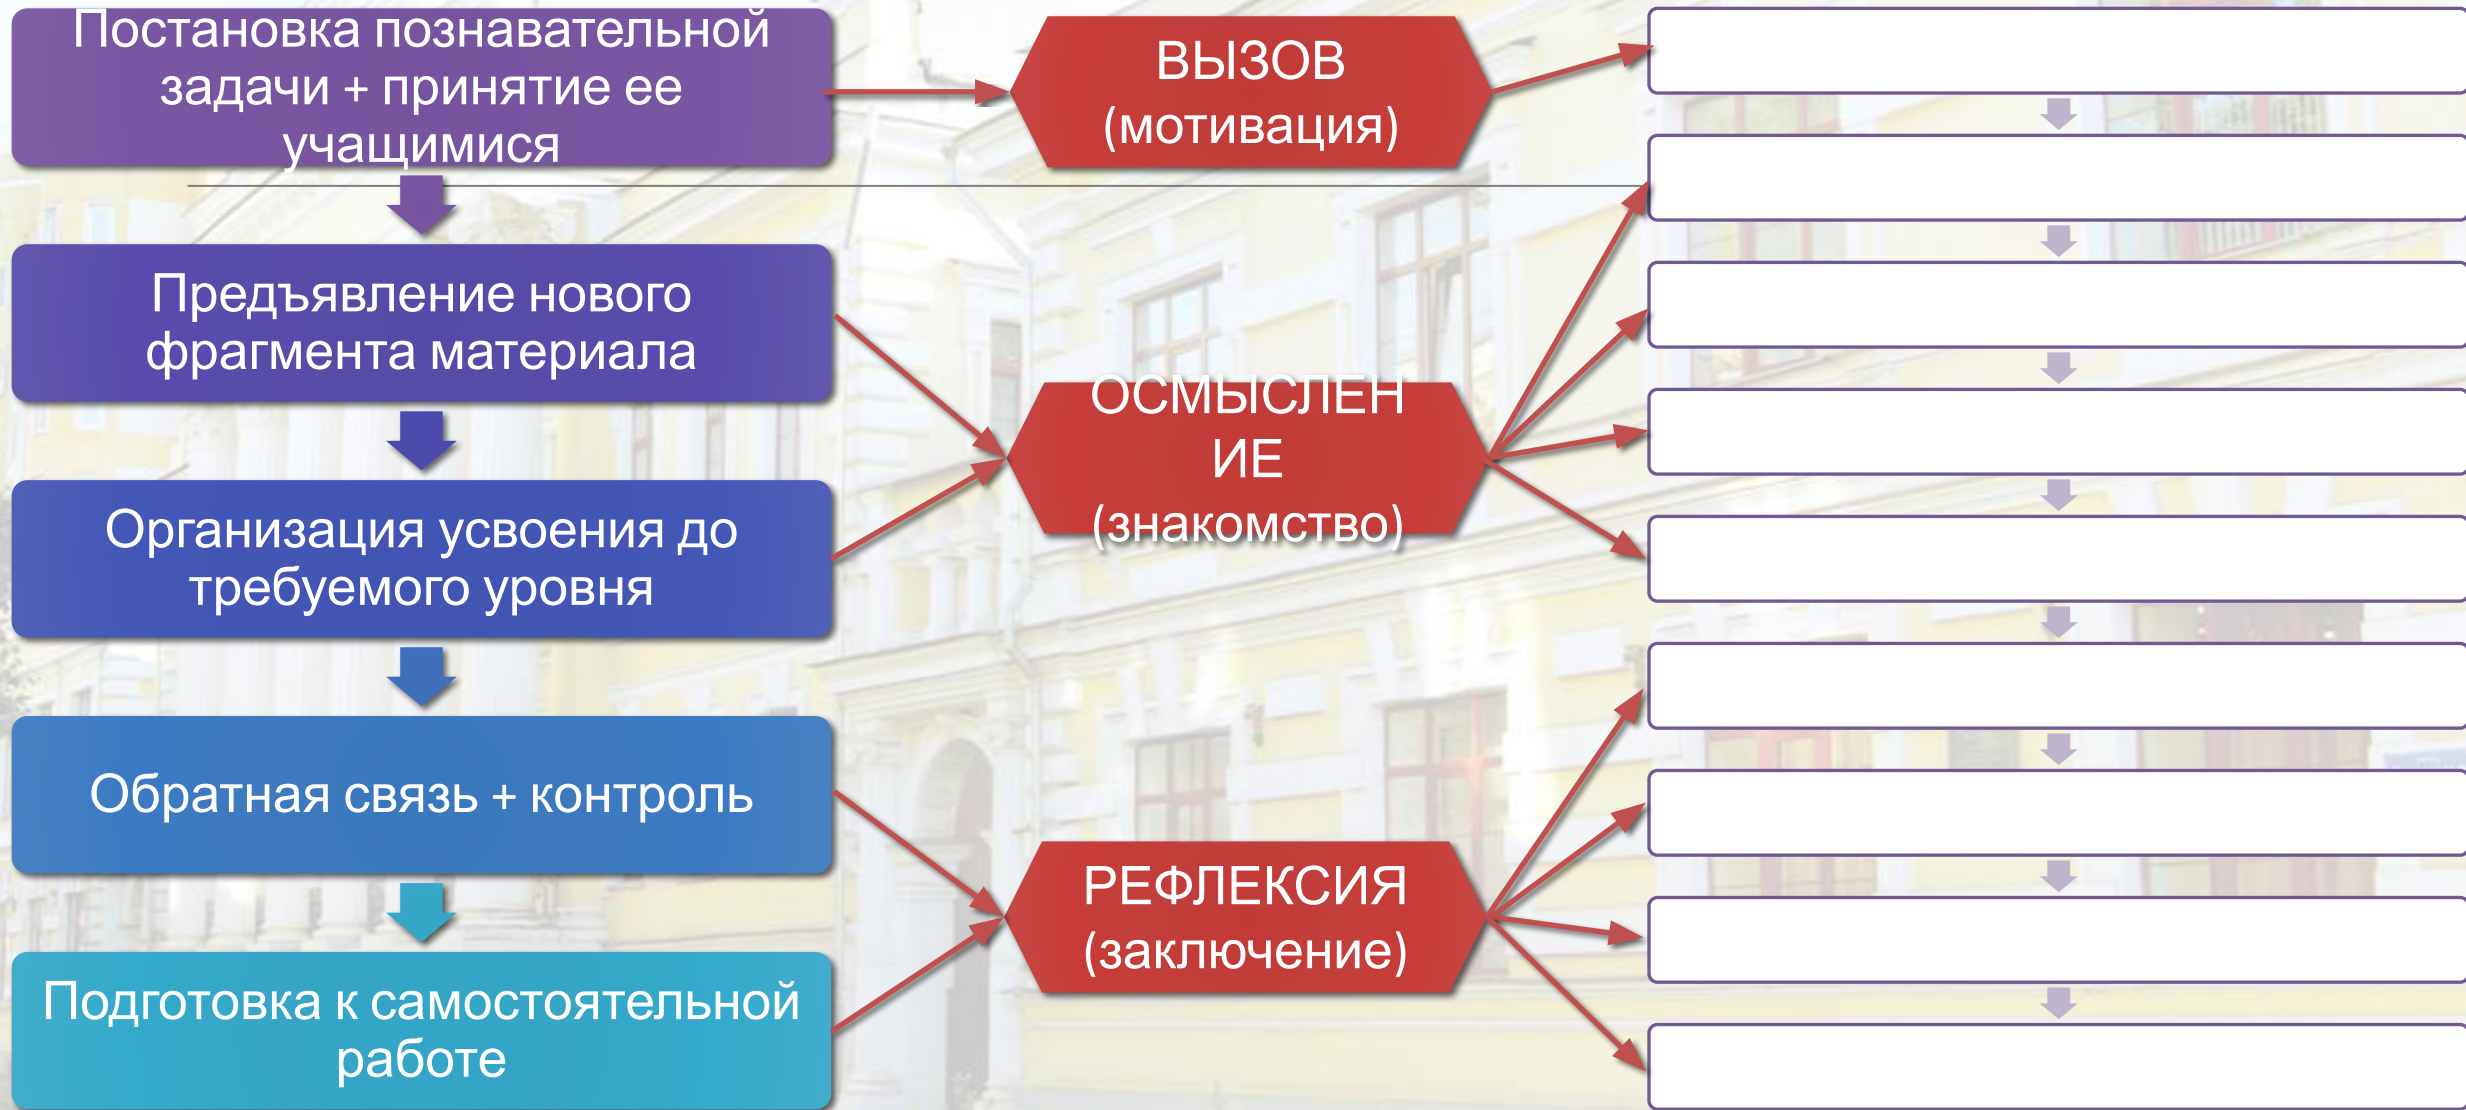 Постановка познавательной
задачи + принятие ее
учащимися
Предъявление нового
фрагмента материала
Организация усвоения до
требуемого уровня
Обратная связь + контроль
Подготовка к самостоятельной
работе
ВЫЗОВ
(мотивация)
ОСМЫСЛЕН
ИЕ
(знакомство)
РЕФЛЕКСИЯ
(заключение)